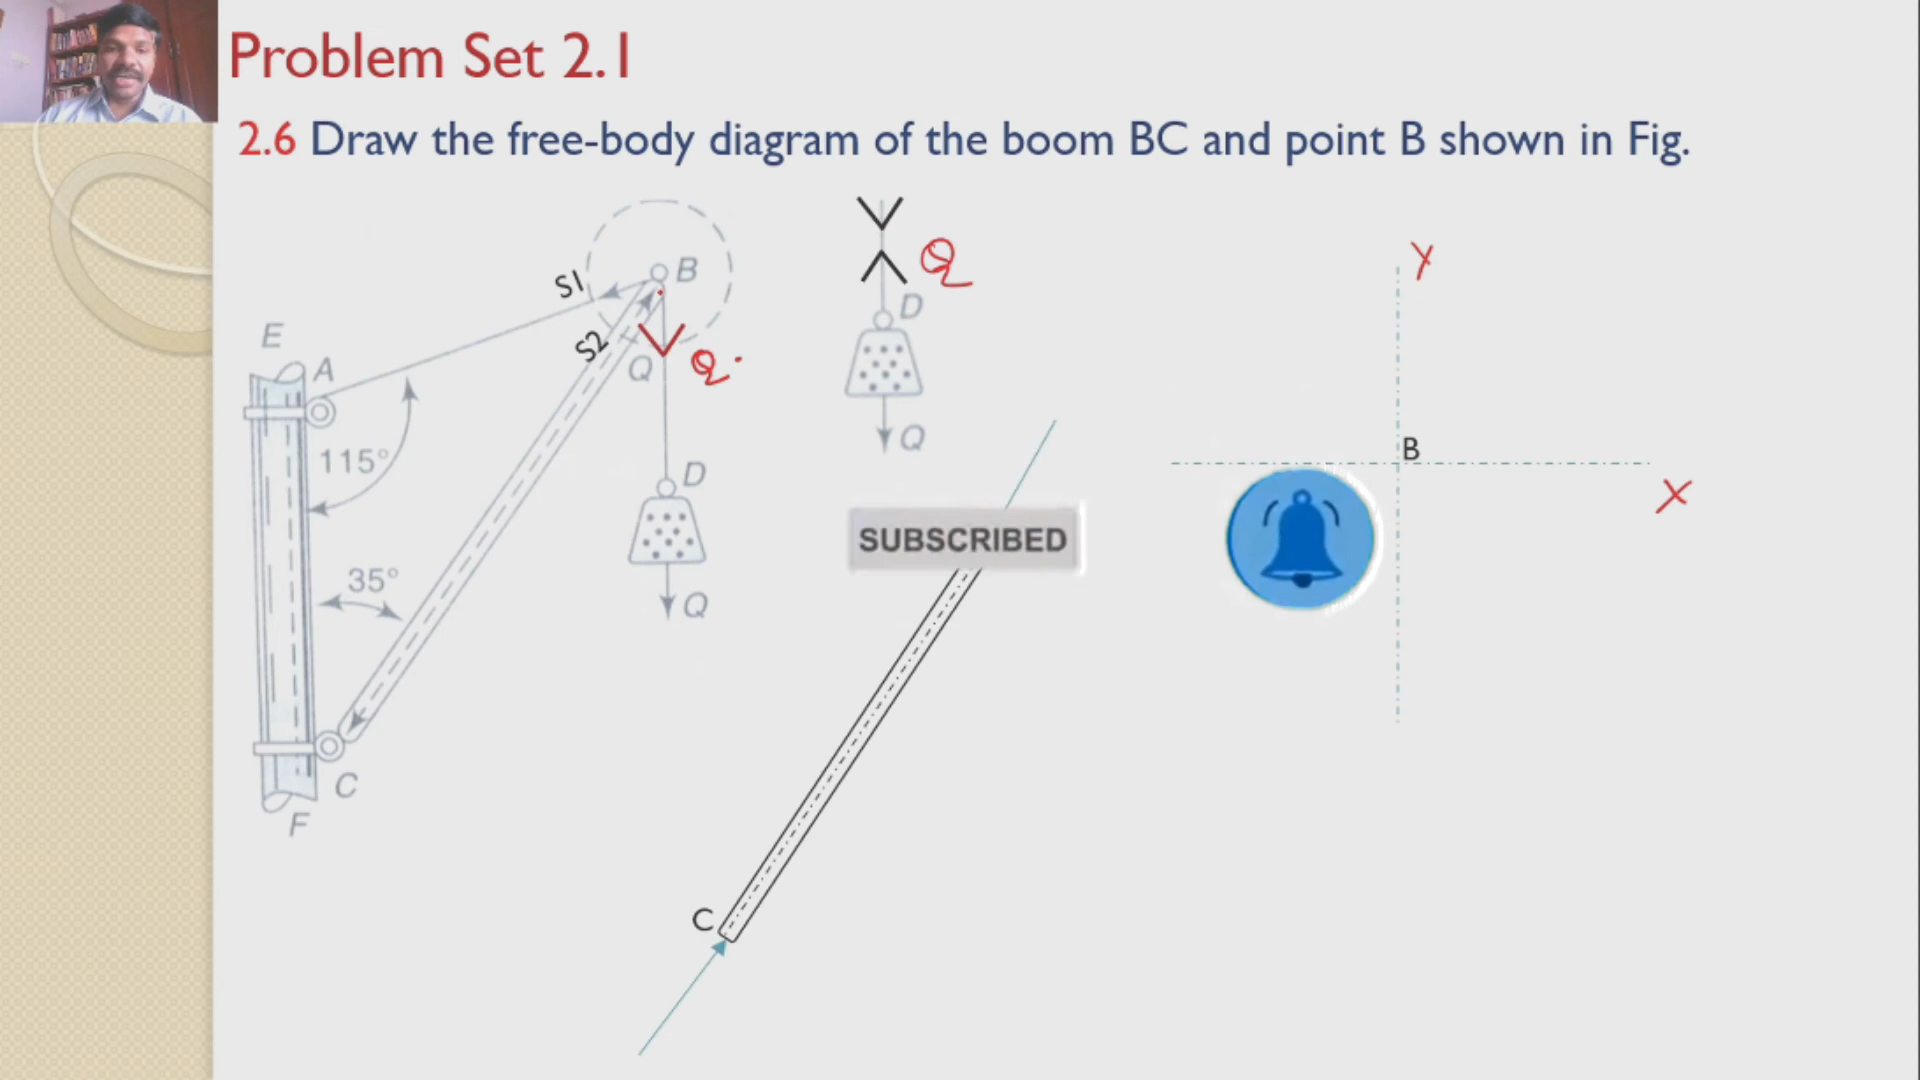 Problem Set 2.1
2.6 Draw the free-body diagram of the boom BC and point B shown in Fig.
B
S1
S2
Q
Q
E
A
115°
35°
D
Q
C
F
Q
D
Q
SUBSCRIBED
C
Y
B
X